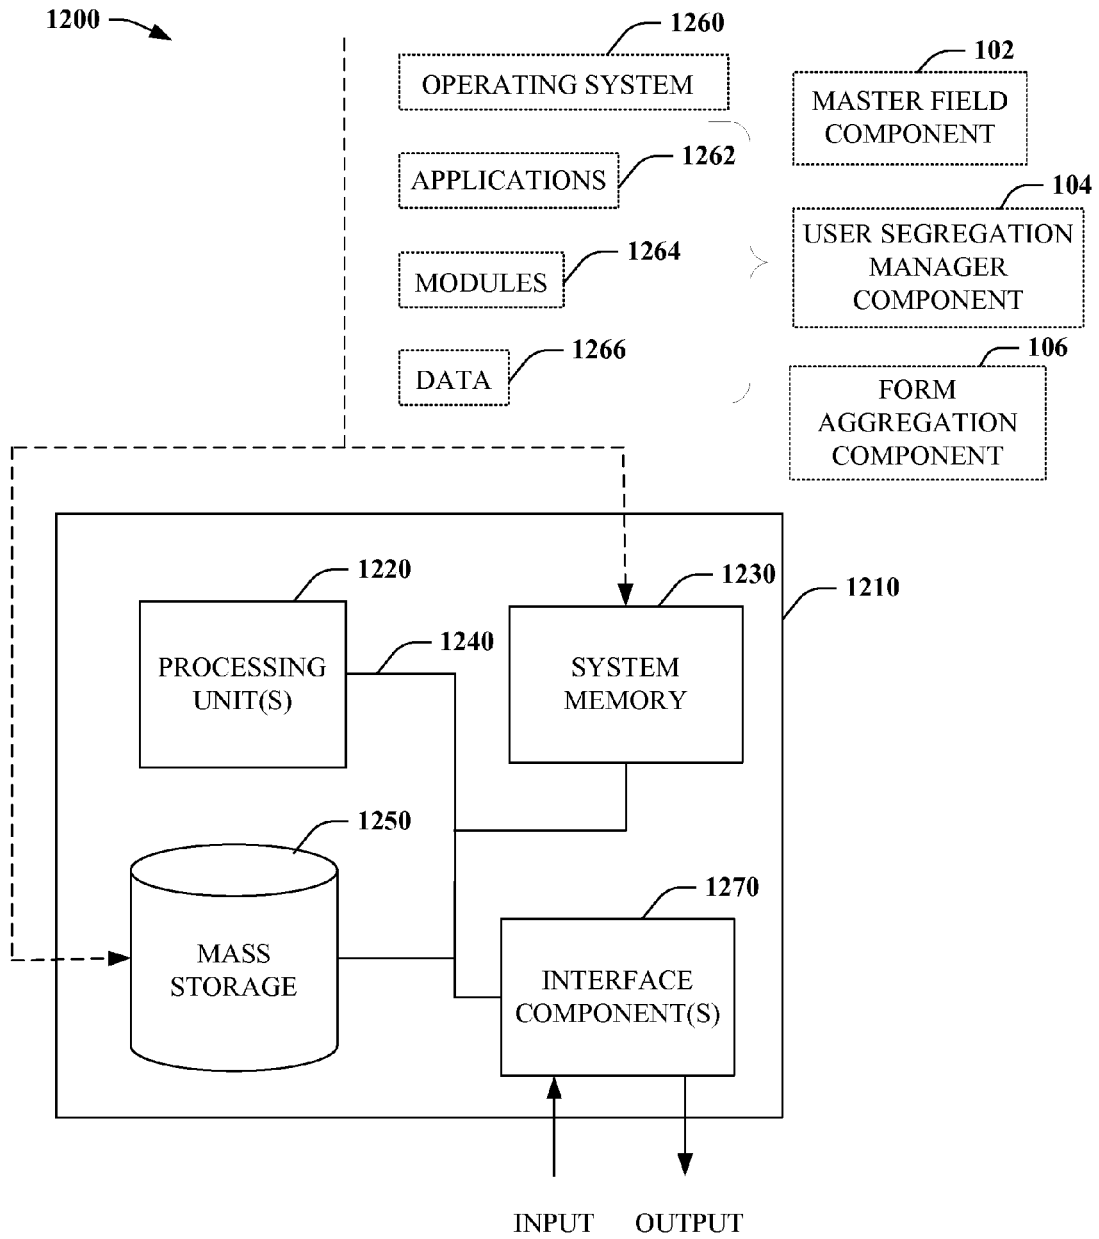 1200
1260
OPERATING SYSTEM
102
MASTER FIELD
COMPONENT
1262
APPLICATIONS
104
USER SEGREGATION
MANAGER
COMPONENT
1264
MODULES
1266
DATA
106
FORM
AGGREGATION
COMPONENT
1210
1220
PROCESSING
UNIT(S)
1240
1230
SYSTEM
MEMORY
1250
MASS
STORAGE
1270
INTERFACE
COMPONENT(S)
INPUT
OUTPUT